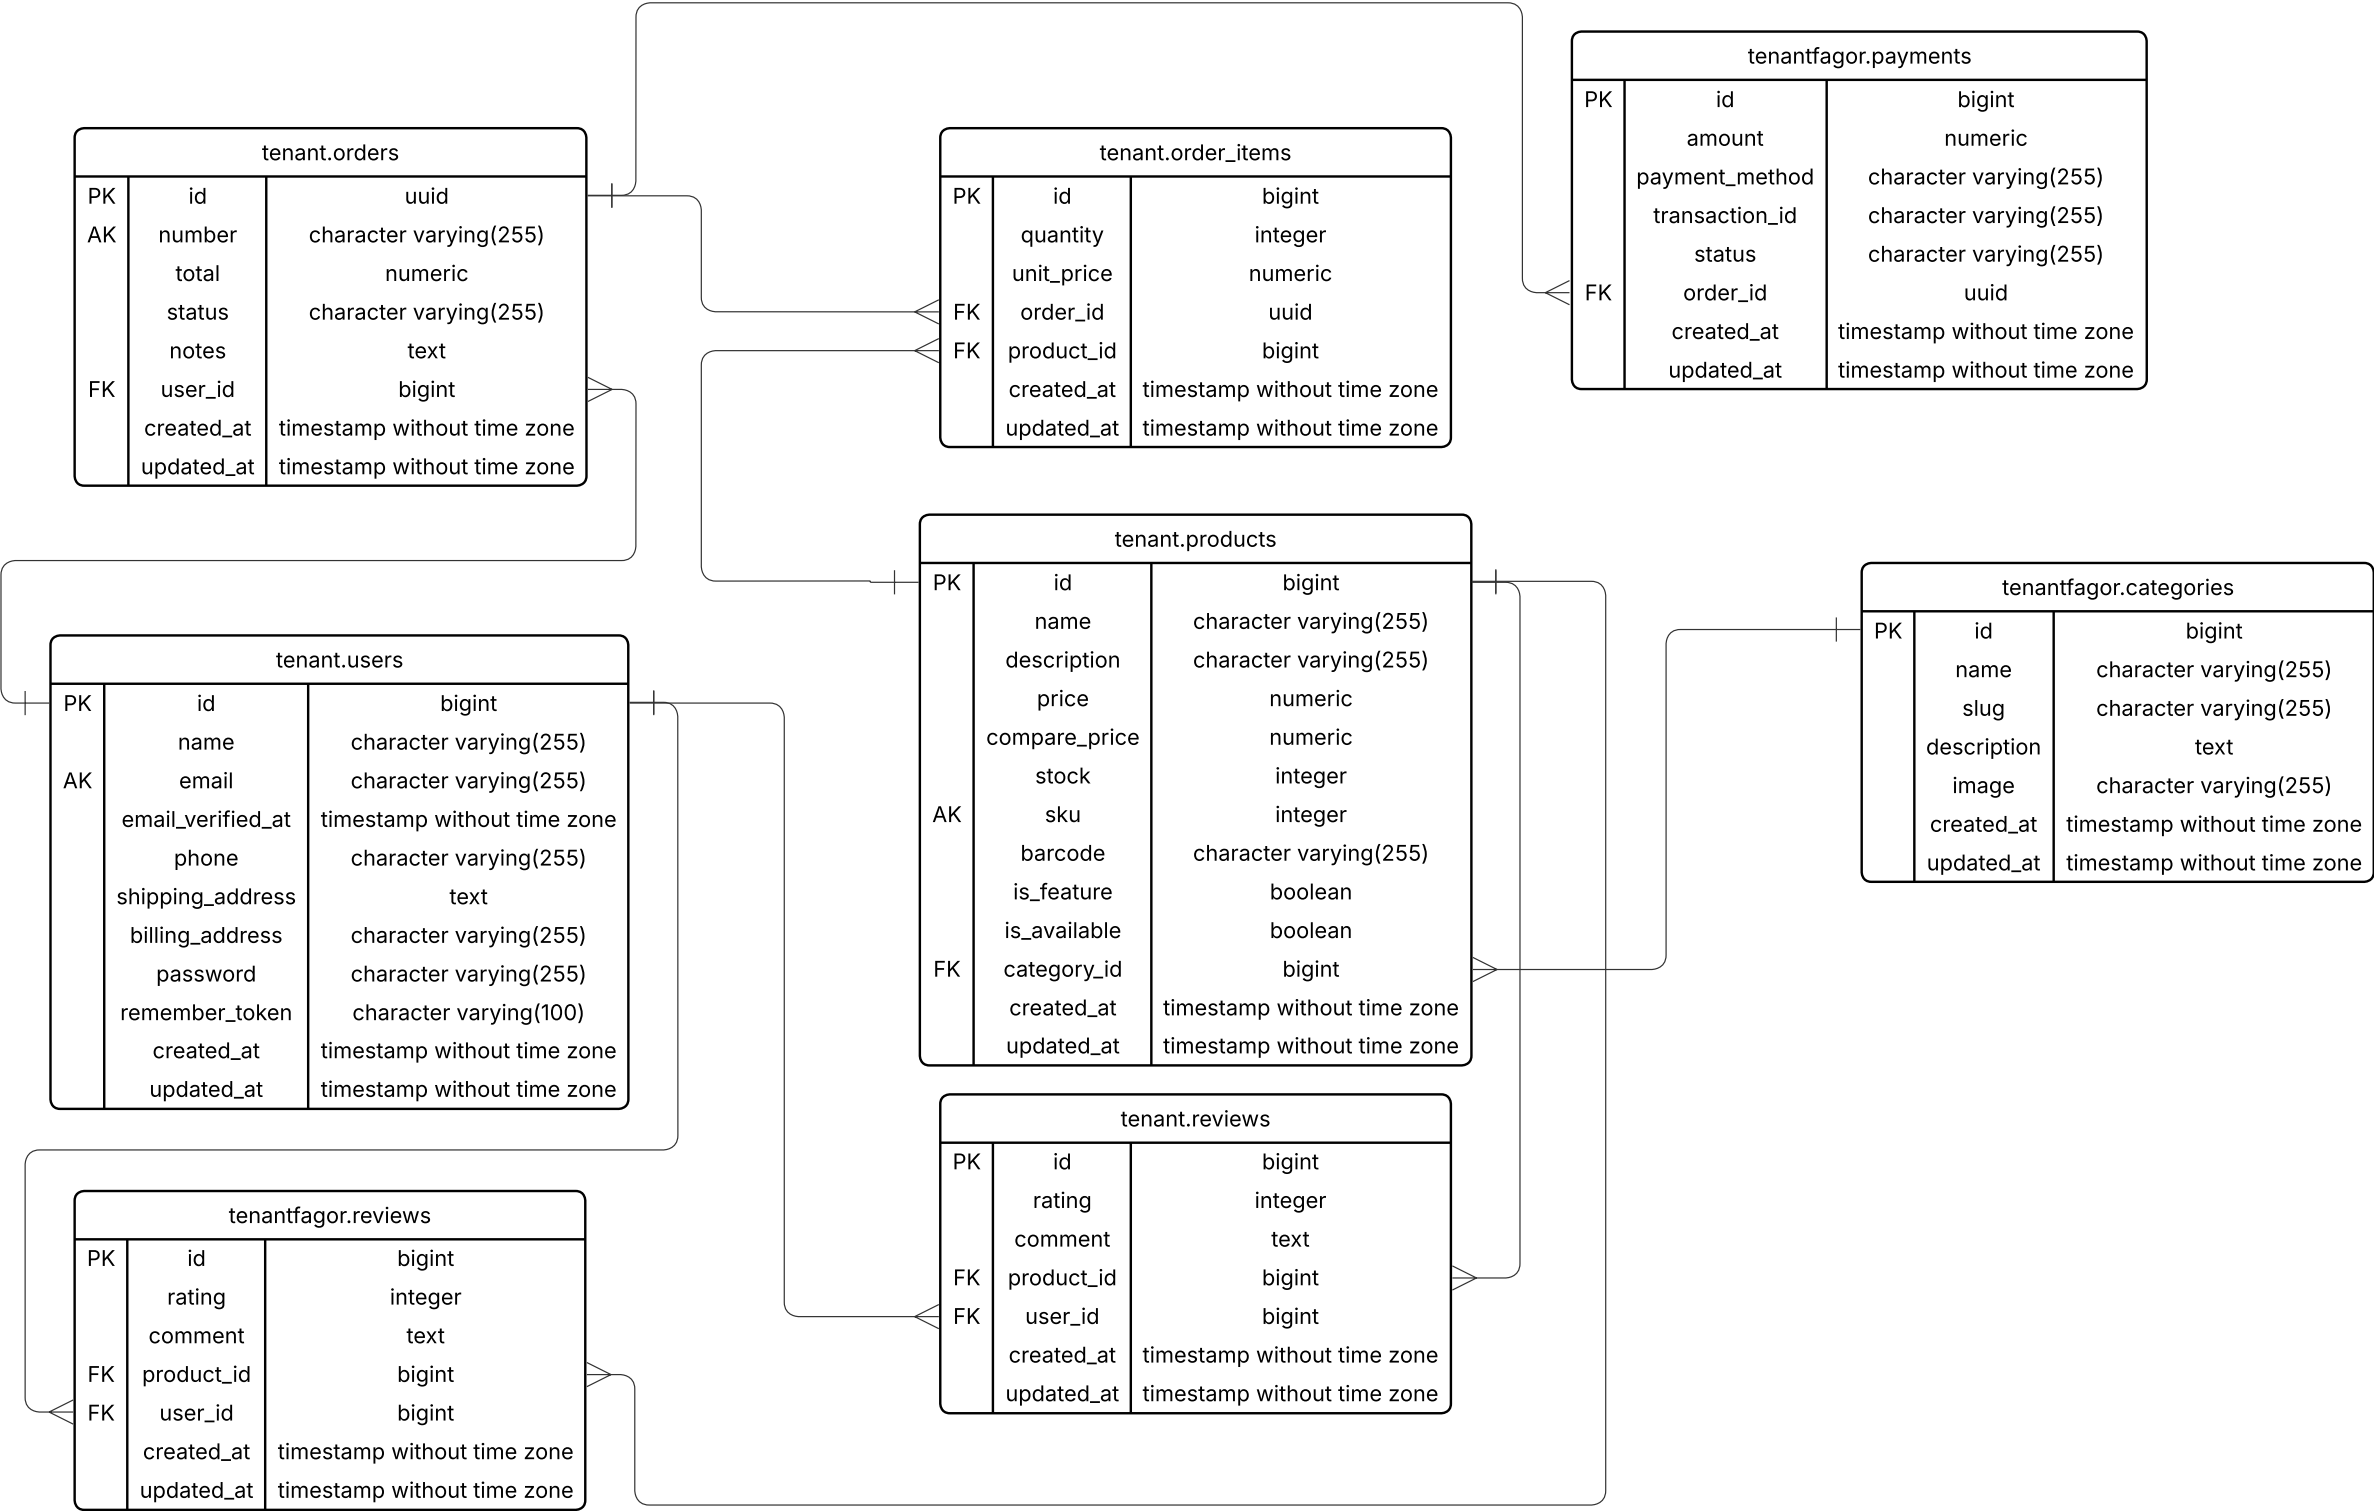 tenantfagor.payments
PK id bigint
amount numeric
payment_method character varying(255)
transaction_id character varying(255)
status character varying(255)
FK order_id uuid
created_at timestamp without time zone
updated_at timestamp without time zone
tenant.orders
PK id uuid
AK number character varying(255)
total numeric
status character varying(255)
notes text
FK user_id bigint
created_at timestamp without time zone
updated_at timestamp without time zone
tenant.order_items
PK id bigint
quantity integer
unit_price numeric
FK order_id uuid
FK product_id bigint
created_at timestamp without time zone
updated_at timestamp without time zone
tenant.products
PK id bigint
name character varying(255)
description character varying(255)
price numeric
compare_price numeric
stock integer
AK sku integer
barcode character varying(255)
is_feature boolean
is_available boolean
FK category_id bigint
created_at timestamp without time zone
updated_at timestamp without time zone
tenantfagor.categories
PK id bigint
name character varying(255)
slug character varying(255)
description text
image character varying(255)
created_at timestamp without time zone
updated_at timestamp without time zone
tenant.users
PK id bigint
name character varying(255)
AK email character varying(255)
email_verified_at timestamp without time zone
phone character varying(255)
shipping_address text
billing_address character varying(255)
password character varying(255)
remember_token character varying(100)
created_at timestamp without time zone
updated_at timestamp without time zone
tenant.reviews
PK id bigint
rating integer
comment text
FK product_id bigint
FK user_id bigint
created_at timestamp without time zone
updated_at timestamp without time zone
tenantfagor.reviews
PK id bigint
rating integer
comment text
FK product_id bigint
FK user_id bigint
created_at timestamp without time zone
updated_at timestamp without time zone